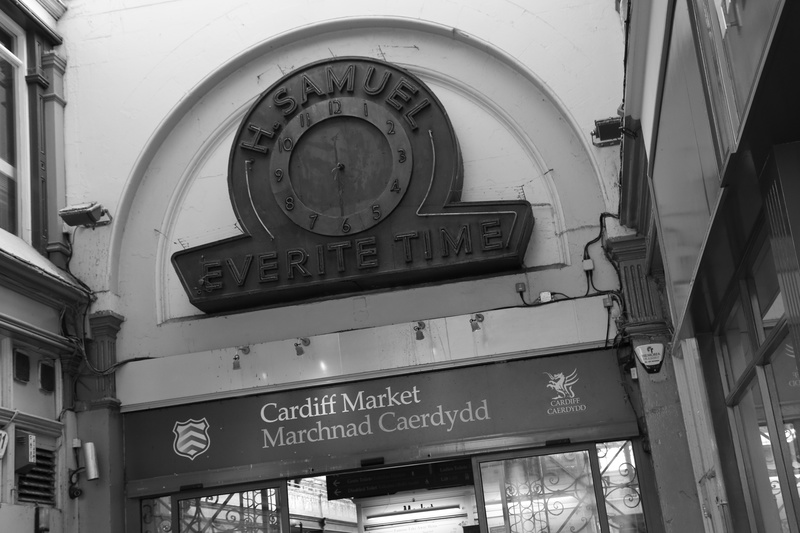 H. SAMUEL
12
1
2
3
4
5
6
7
8
9
10
11
EVERITE TIME
Cardiff Market
Marchnad Caerdydd
CARDIFF
CAERDYDD